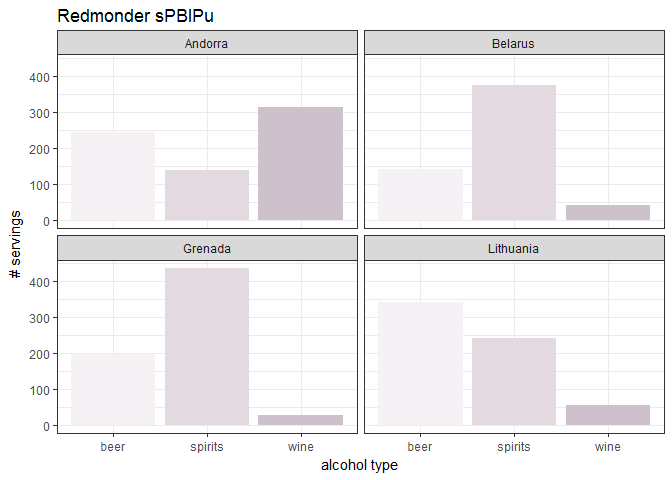 Redmonder sPBIPu
Andorra
Belarus
400
300
200
100
0
Grenada
Lithuania
400
300
200
100
0
# servings
beer spirits wine
beer spirits wine
alcohol type